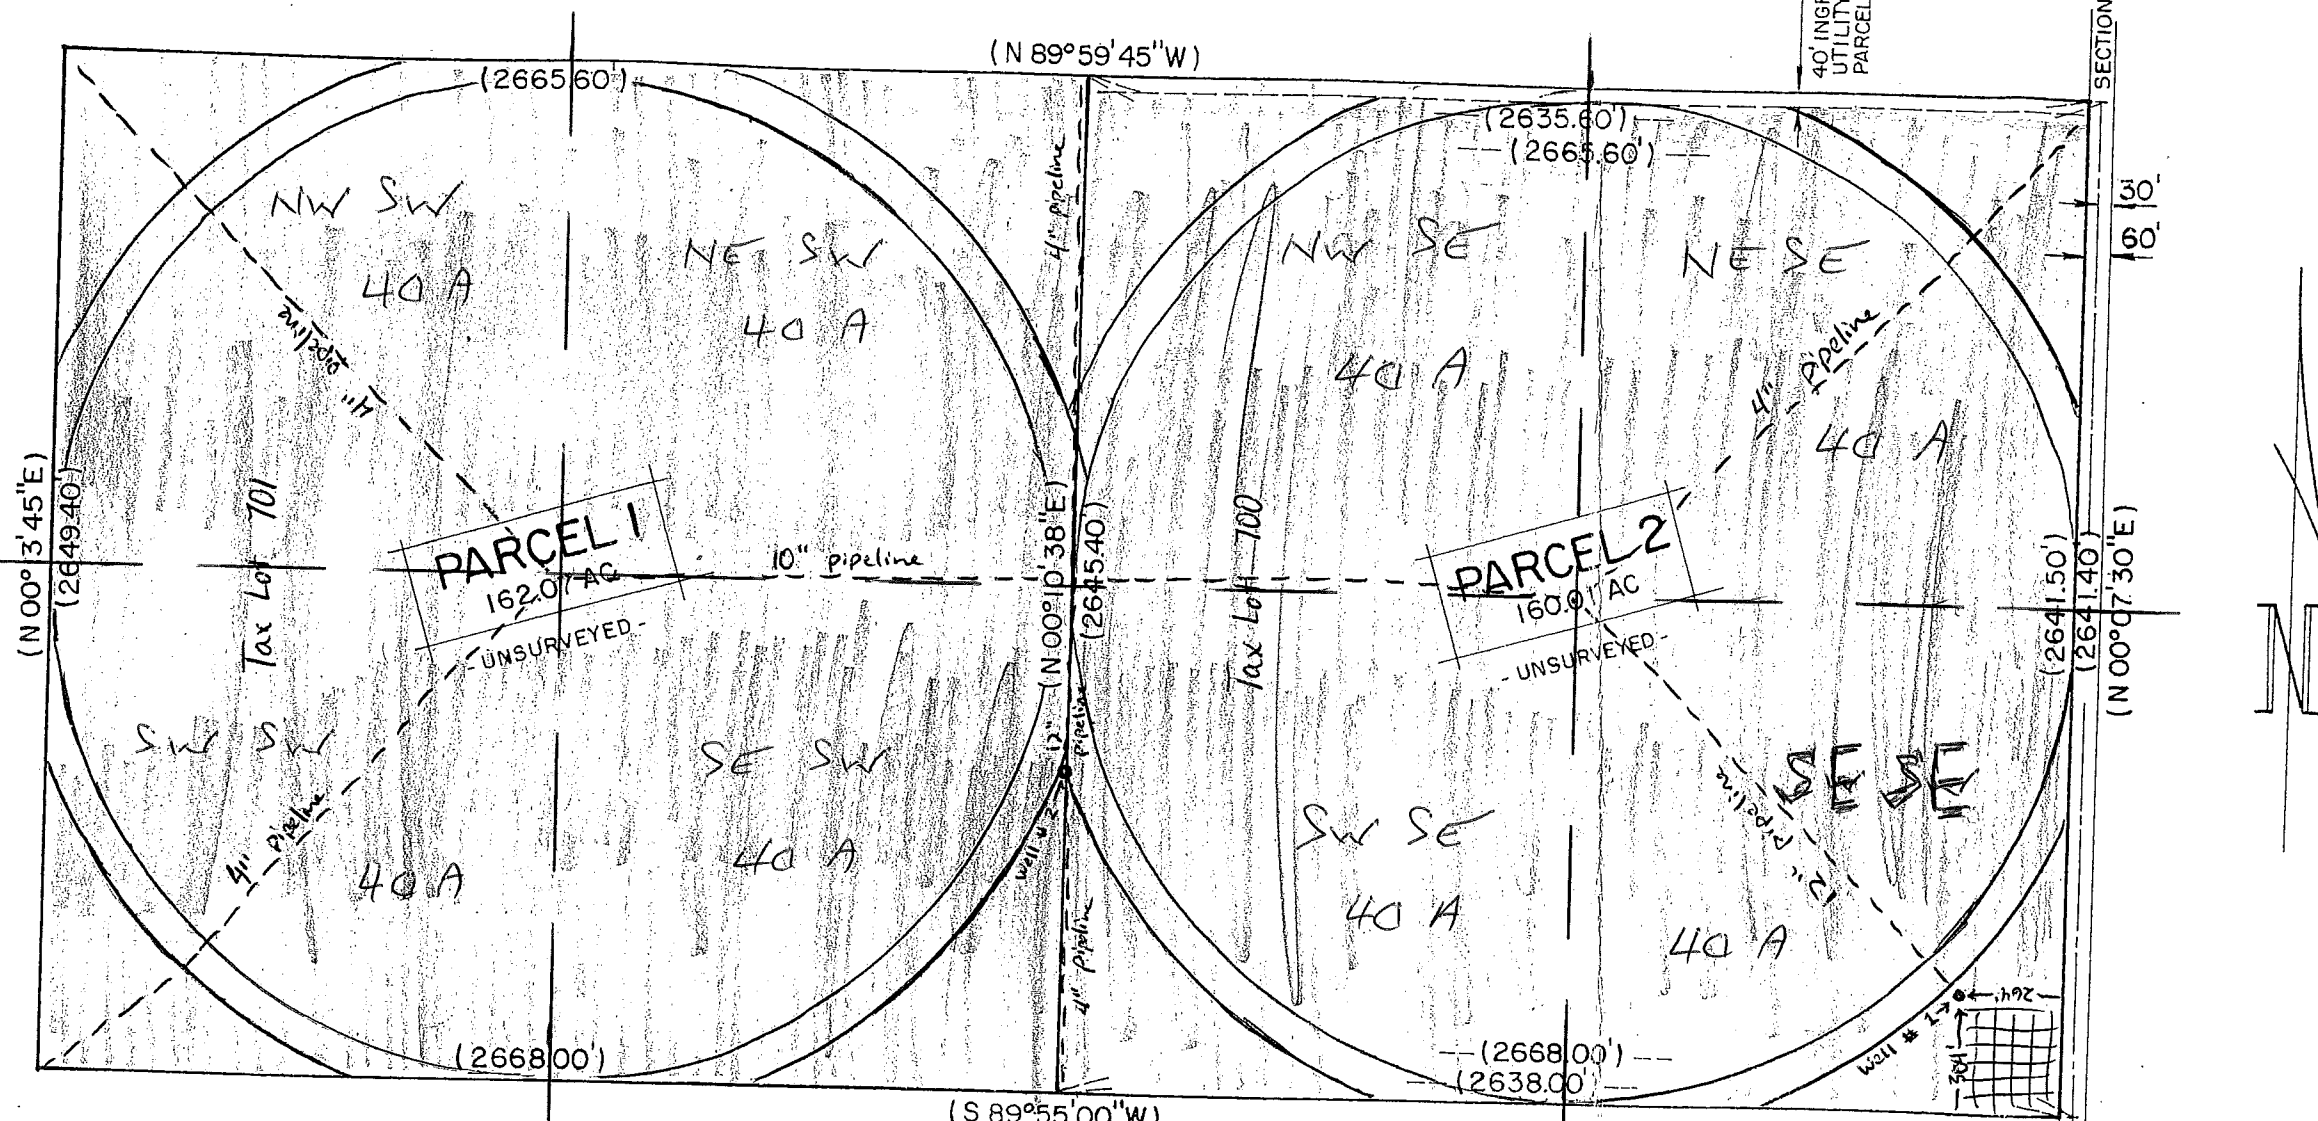 (N 89°59'45"W)
40' INGR
UTILITY
PARCEL
SECTION
(2665.60')
(2635.60')
(2665.60')
30'
60'
NW SW
40 A
NE SW
40 A
4" pipeline
NW SE
40 A
NE SE
40 A
4" pipeline
4" pipeline
(N 00°13'45"E)
(2649.40')
Tax Lot 701
PARCEL 1
162.07 AC
- UNSURVEYED -
10" pipeline
(N 00°10'38"E)
(2645.40')
Tax Lot 700
PARCEL 2
160.01 AC
- UNSURVEYED -
(2641.50')
(2641.40')
(N 00°07'30"E)
N
SW SW
40 A
4" pipeline
SE SW
40 A
12" pipeline
Well # 2
4" pipeline
SW SE
40 A
SE SE
40 A
12" pipeline
264'
Well # 1
304'
(2668.00')
(2668.00')
(2638.00')
(S 89°55'00"W)